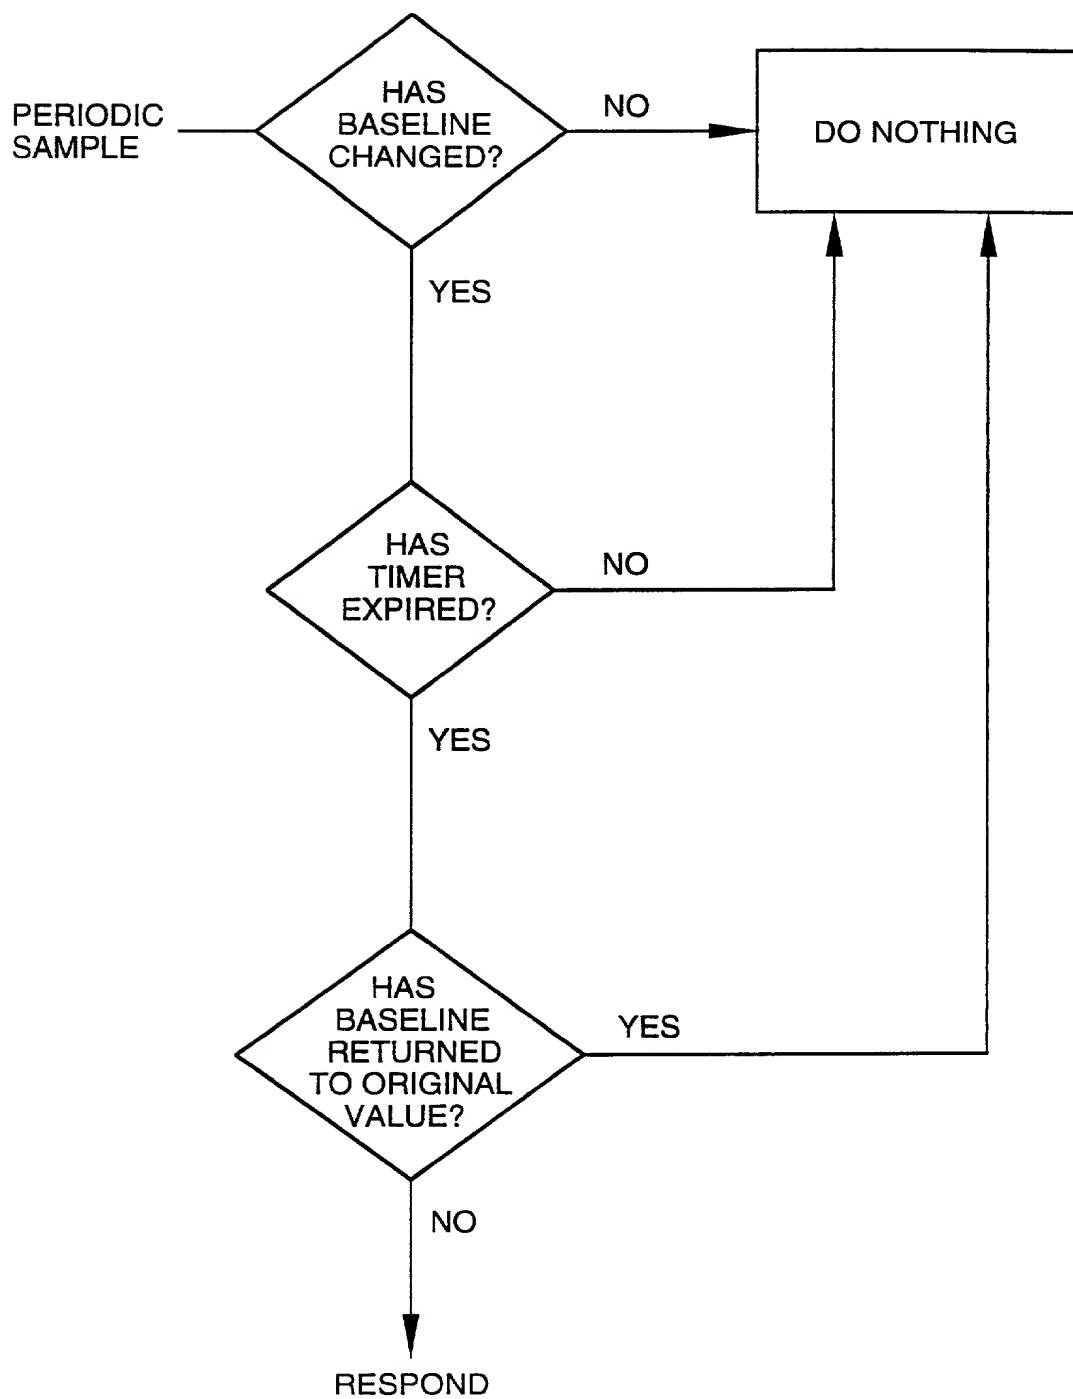 PERIODIC
SAMPLE
HAS
BASELINE
CHANGED?
NO
DO NOTHING
YES
HAS
TIMER
EXPIRED?
NO
YES
HAS
BASELINE
RETURNED
TO ORIGINAL
VALUE?
YES
NO
RESPOND